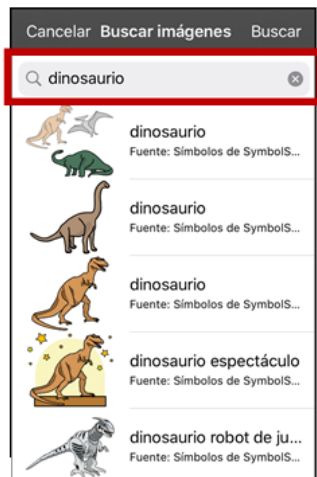 Cancelar Buscar imágenes Buscar
dinosaurio
dinosaurio
Fuente: Símbolos de SymbolS...
dinosaurio
Fuente: Símbolos de SymbolS...
dinosaurio
Fuente: Símbolos de SymbolS...
dinosaurio espectáculo
Fuente: Símbolos de SymbolS...
dinosaurio robot de ju...
Fuente: Símbolos de SymbolS...